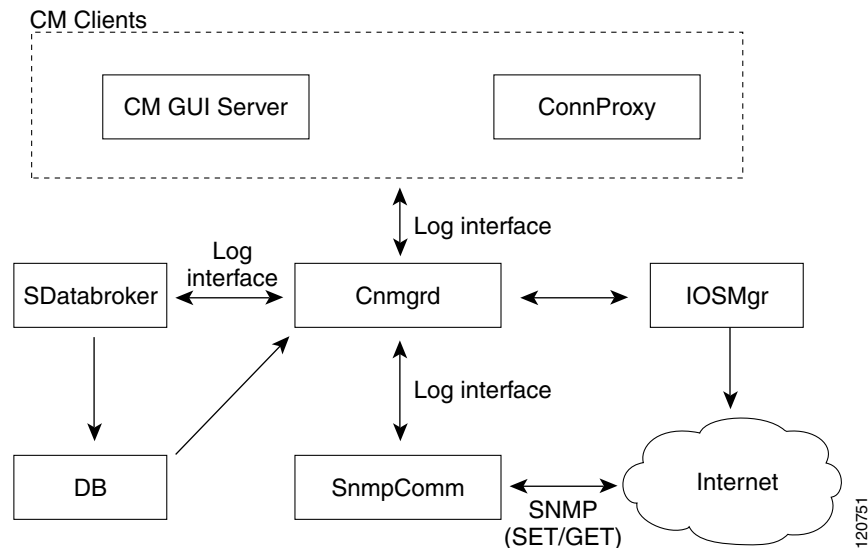 CM Clients
CM GUI Server
ConnProxy
Log interface
Log
interface
SDatabroker
Cnmgrd
IOSMgr
Log interface
DB
SnmpComm
Internet
SNMP
(SET/GET)
120751